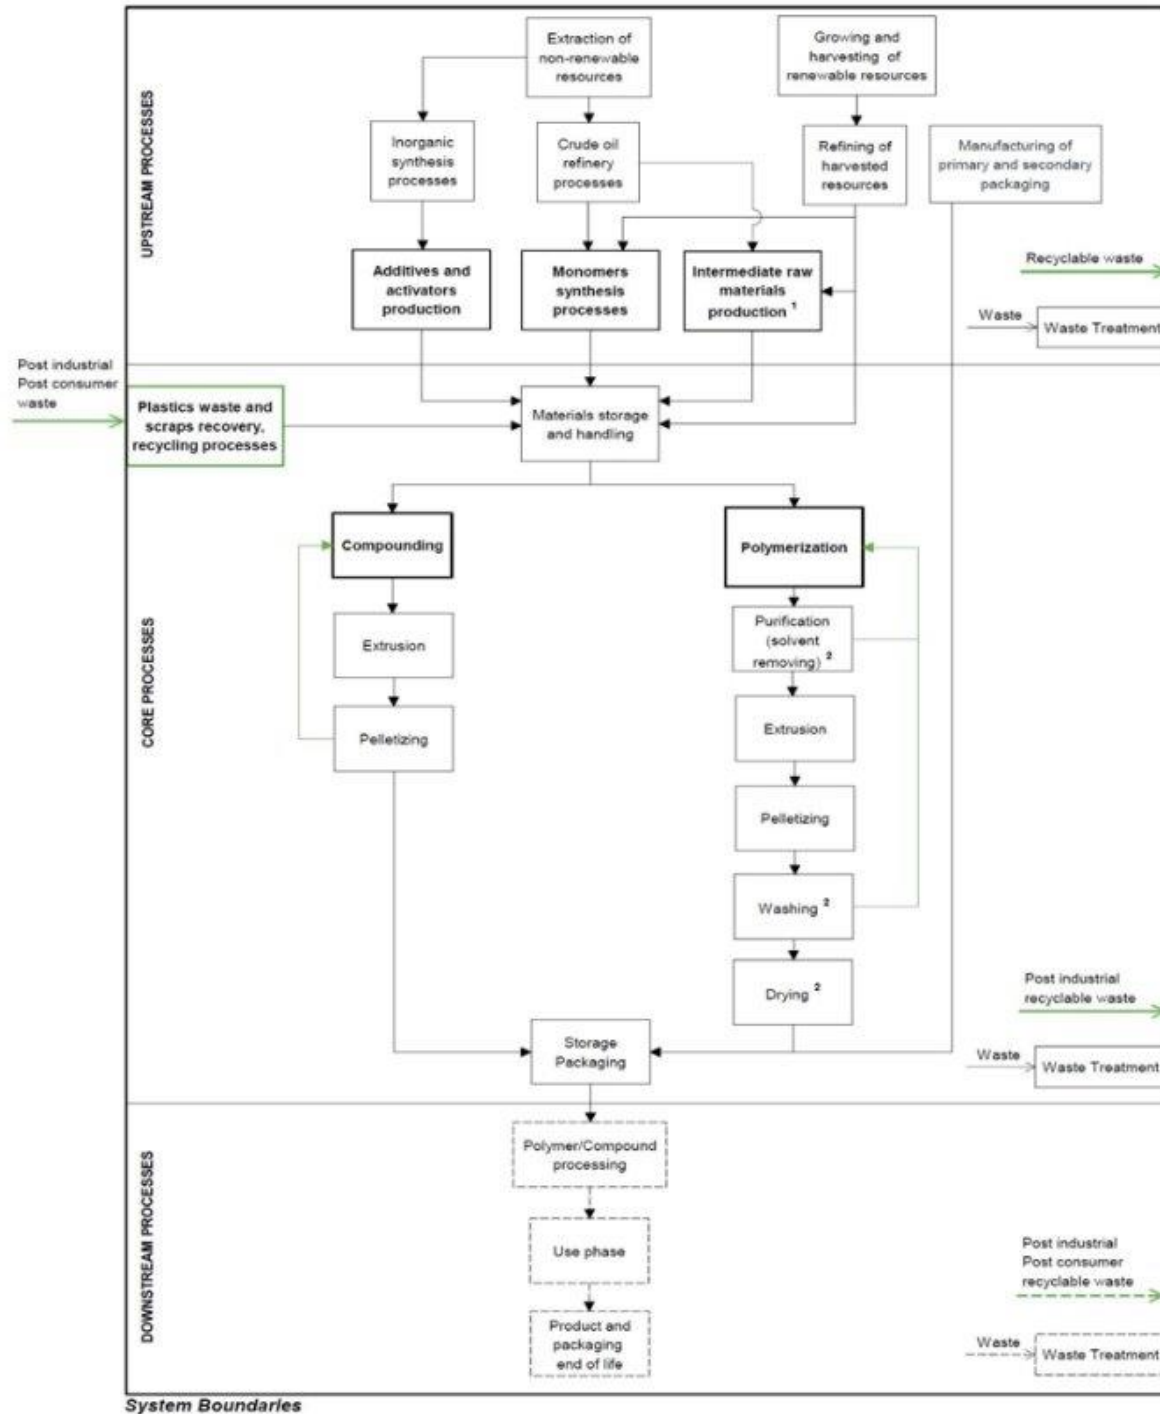 UPSTREAM PROCESSES
Extraction of
non-renewable
resources
Growing and
harvesting of
renewable resources
Inorganic
synthesis
processes
Crude oil
refinery
processes
Refining of
harvested
resources
Manufacturing of
primary and secondary
packaging
Additives and
activators
production
Monomers
synthesis
processes
Intermediate raw
materials
production 1
Recyclable waste
Waste
Waste Treatment
Post industrial
Post consumer
waste
CORE PROCESSES
Plastics waste and
scraps recovery,
recycling processes
Materials storage
and handling
Compounding
Extrusion
Pelletizing
Polymerization
Purification
(solvent
removing) 2
Extrusion
Pelletizing
Washing 2
Drying 2
Storage
Packaging
Post industrial
recyclable waste
Waste
Waste Treatment
DOWNSTREAM PROCESSES
Polymer/Compound
processing
Use phase
Product and
packaging
end of life
Post industrial
Post consumer
recyclable waste
Waste
Waste Treatment
System Boundaries